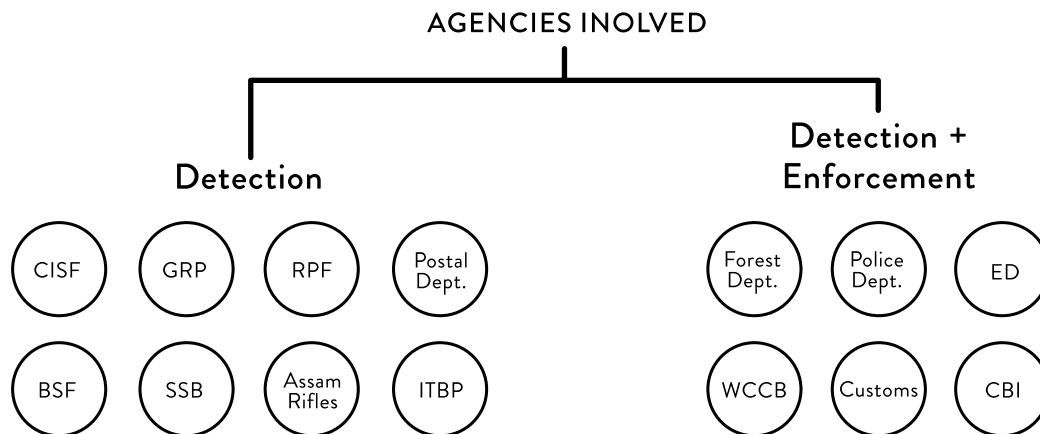 AGENCIES INOLVED
Detection
Detection +
Enforcement
CISF
GRP
RPF
Postal
Dept.
Forest
Dept.
Police
Dept.
ED
BSF
SSB
Assam
Rifles
ITBP
WCCB
Customs
CBI